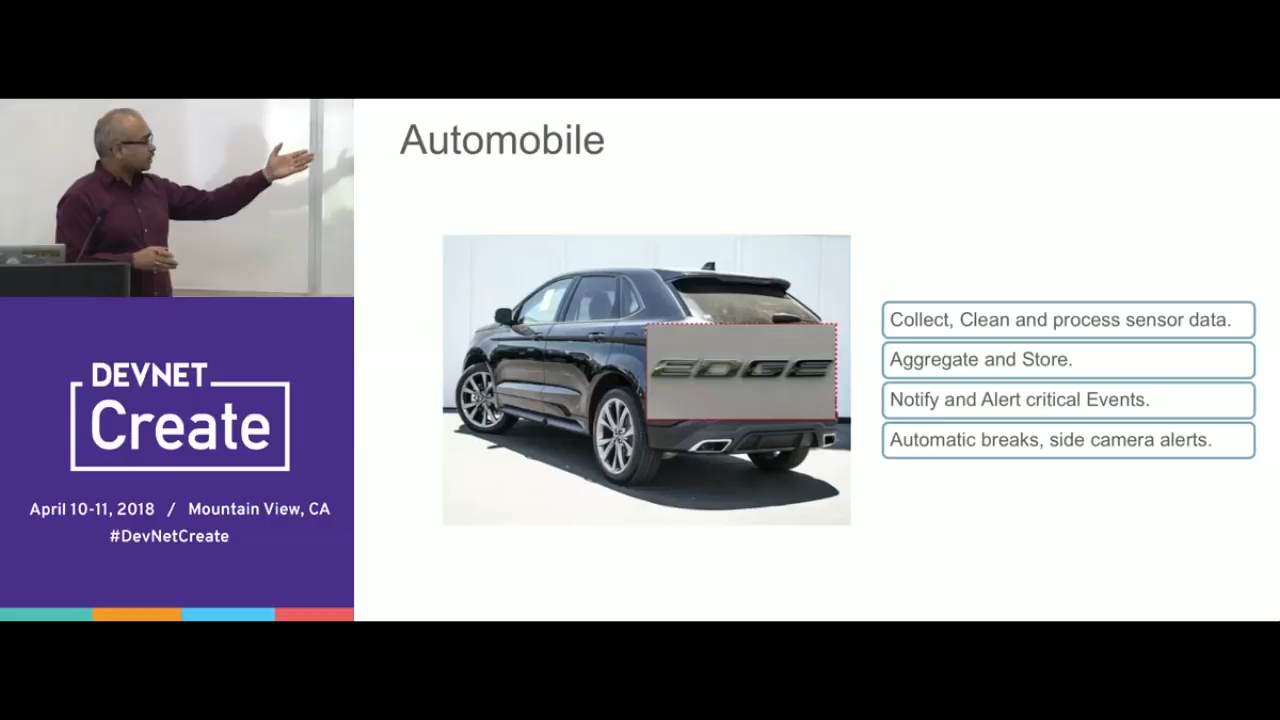 Automobile
EDGE
Collect, Clean and process sensor data.
Aggregate and Store.
Notify and Alert critical Events.
Automatic breaks, side camera alerts.
DEVNET
Create
April 10-11, 2018 / Mountain View, CA
#DevNetCreate